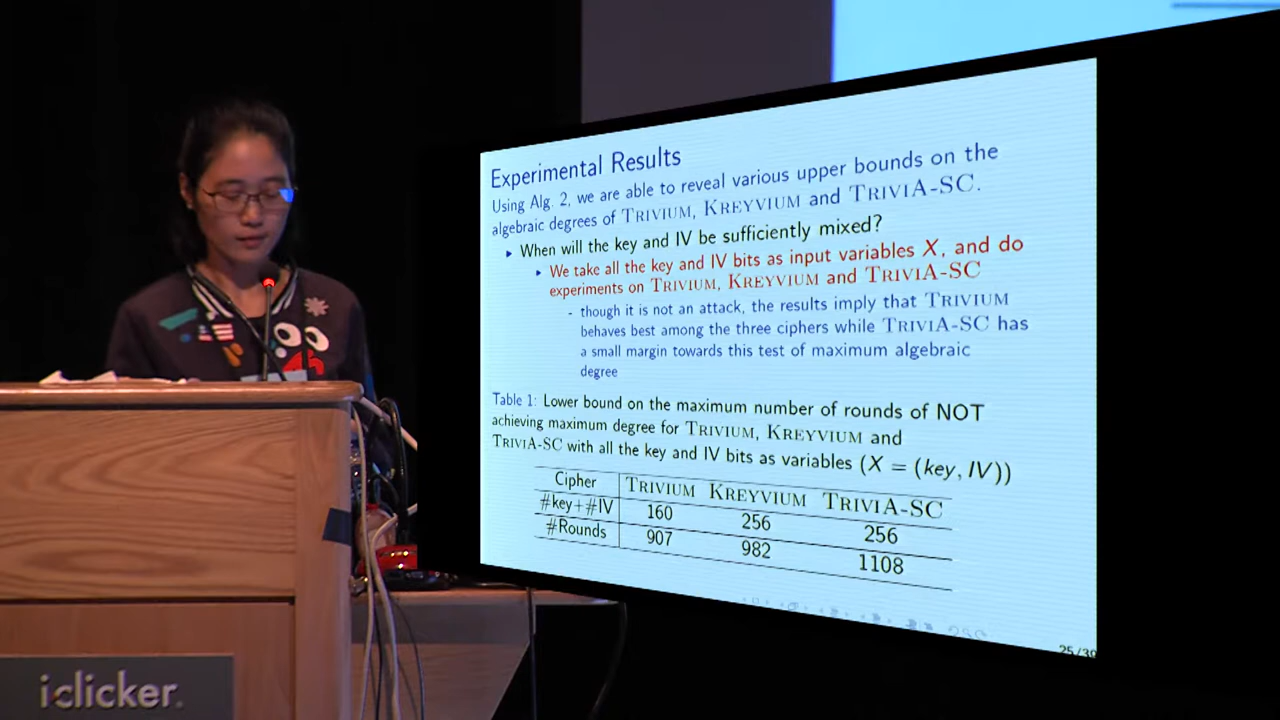 Experimental Results
Using Alg. 2, we are able to reveal various upper bounds on the
algebraic degrees of TRIVIUM, KREYVIUM and TRIVIA-SC.
▸ When will the key and IV be sufficiently mixed?
▸ We take all the key and IV bits as input variables X, and do
experiments on TRIVIUM, KREYVIUM and TRIVIA-SC
- though it is not an attack, the results imply that TRIVIUM
behaves best among the three ciphers while TRIVIA-SC has
a small margin towards this test of maximum algebraic
degree
Table 1: Lower bound on the maximum number of rounds of NOT
achieving maximum degree for TRIVIUM, KREYVIUM and
TRIVIA-SC with all the key and IV bits as variables (X = (key, IV))
Cipher TRIVIUM KREYVIUM TRIVIA-SC
#key+#IV 160 256 256
#Rounds 907 982 1108
25/30
iclicker.